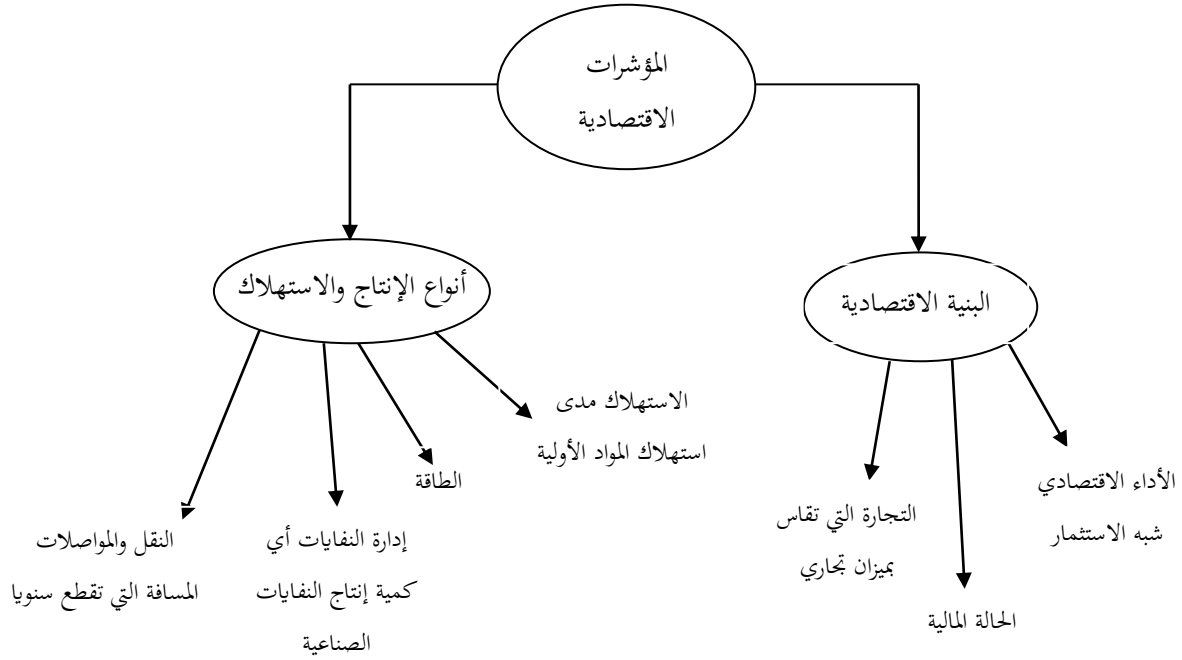 المؤشرات
الاقتصادية
البنية الاقتصادية
الأداء الاقتصادي
شبه الاستثمار
الحالة المالية
التجارة التي تقاس
بميزان تجاري
أنواع الإنتاج والاستهلاك
الاستهلاك مدى
استهلاك المواد الأولية
الطاقة
إدارة النفايات أي
كمية إنتاج النفايات
الصناعية
النقل والمواصلات
المسافة التي تقطع سنويا